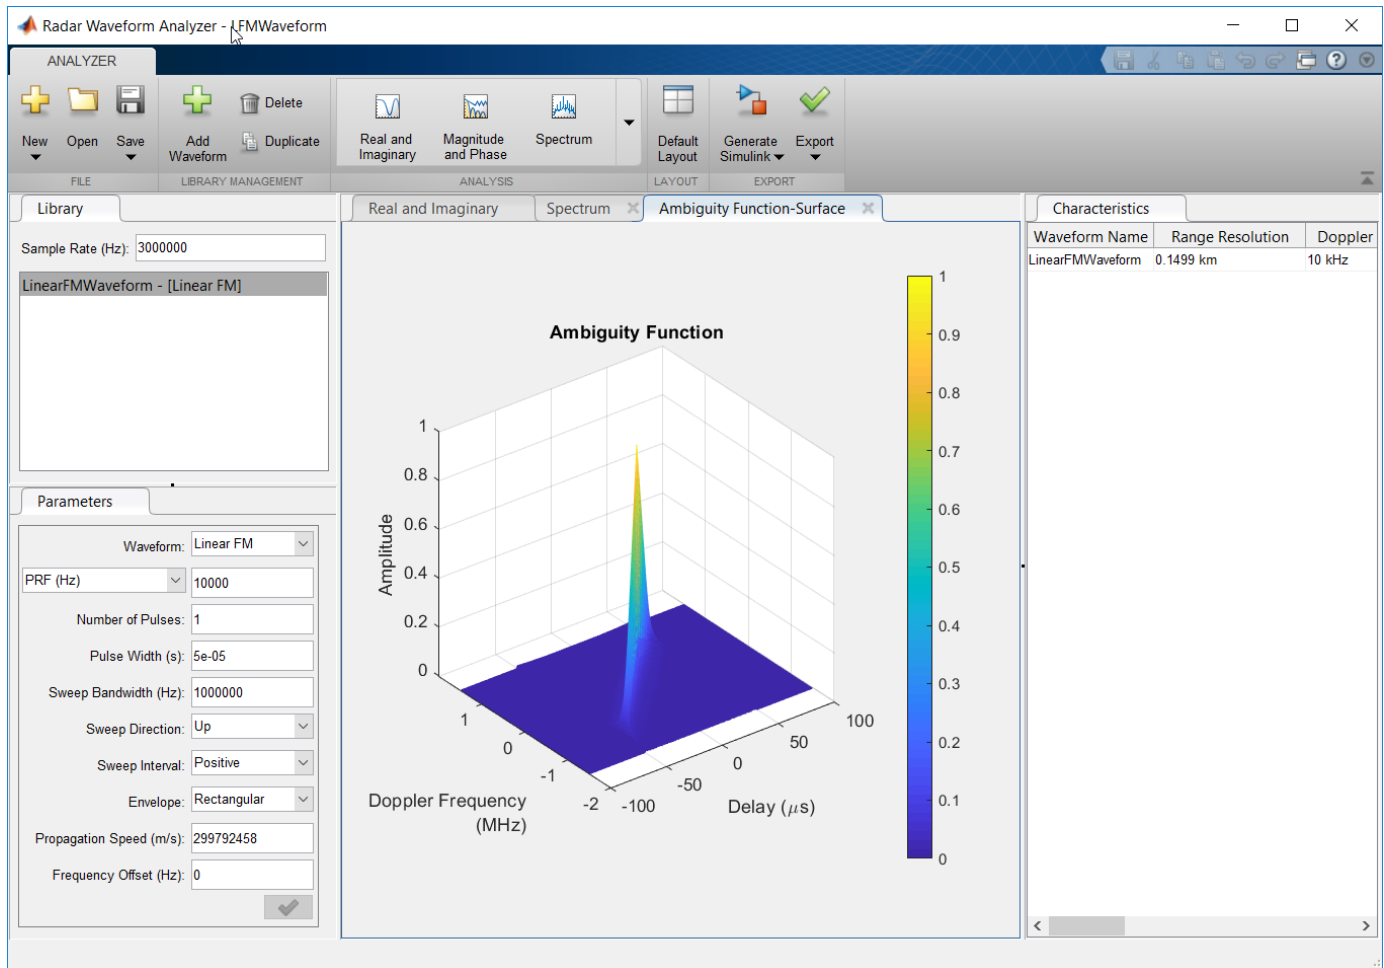 Radar Waveform Analyzer - LFMWaveform
ANALYZER
New
Open
Save
Add
Waveform
Delete
Duplicate
Real and
Imaginary
Magnitude
and Phase
Spectrum
Default
Layout
Generate
Simulink
Export
FILE
LIBRARY MANAGEMENT
ANALYSIS
LAYOUT
EXPORT
Library
Sample Rate (Hz): 3000000
LinearFMWaveform - [Linear FM]
Parameters
Waveform: Linear FM
PRF (Hz) 10000
Number of Pulses: 1
Pulse Width (s): 5e-05
Sweep Bandwidth (Hz): 1000000
Sweep Direction: Up
Sweep Interval: Positive
Envelope: Rectangular
Propagation Speed (m/s): 299792458
Frequency Offset (Hz): 0
Real and Imaginary
Spectrum
Ambiguity Function-Surface
Ambiguity Function
Amplitude
1
0.8
0.6
0.4
0.2
0
1
0
-1
-2
Doppler Frequency
(MHz)
-100
-50
0
50
100
Delay (μs)
1
0.9
0.8
0.7
0.6
0.5
0.4
0.3
0.2
0.1
0
Characteristics
Waveform Name Range Resolution Doppler
LinearFMWaveform 0.1499 km 10 kHz